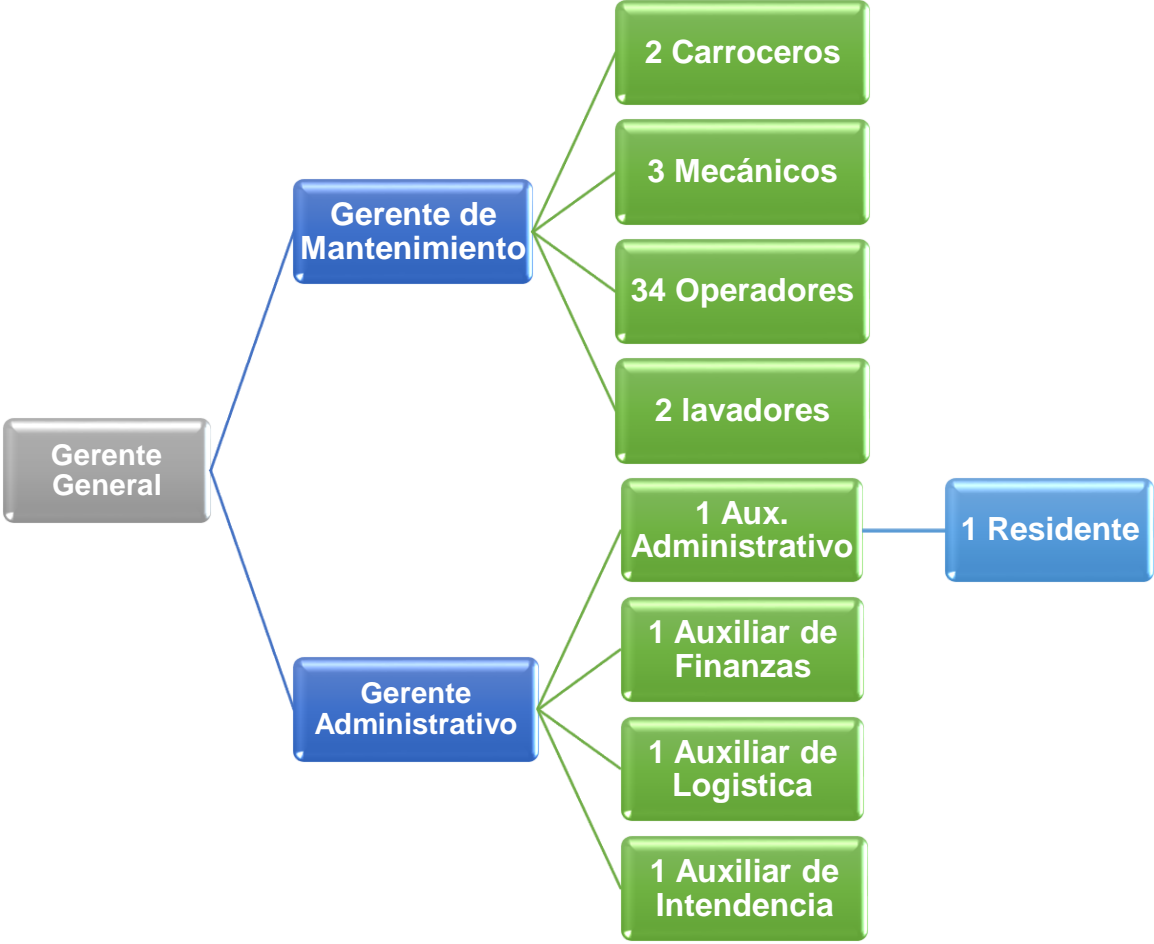 Gerente
General
Gerente de
Mantenimiento
2 Carroceros
3 Mecánicos
34 Operadores
2 lavadores
Gerente
Administrativo
1 Aux.
Administrativo
1 Residente
1 Auxiliar de
Finanzas
1 Auxiliar de
Logistica
1 Auxiliar de
Intendencia